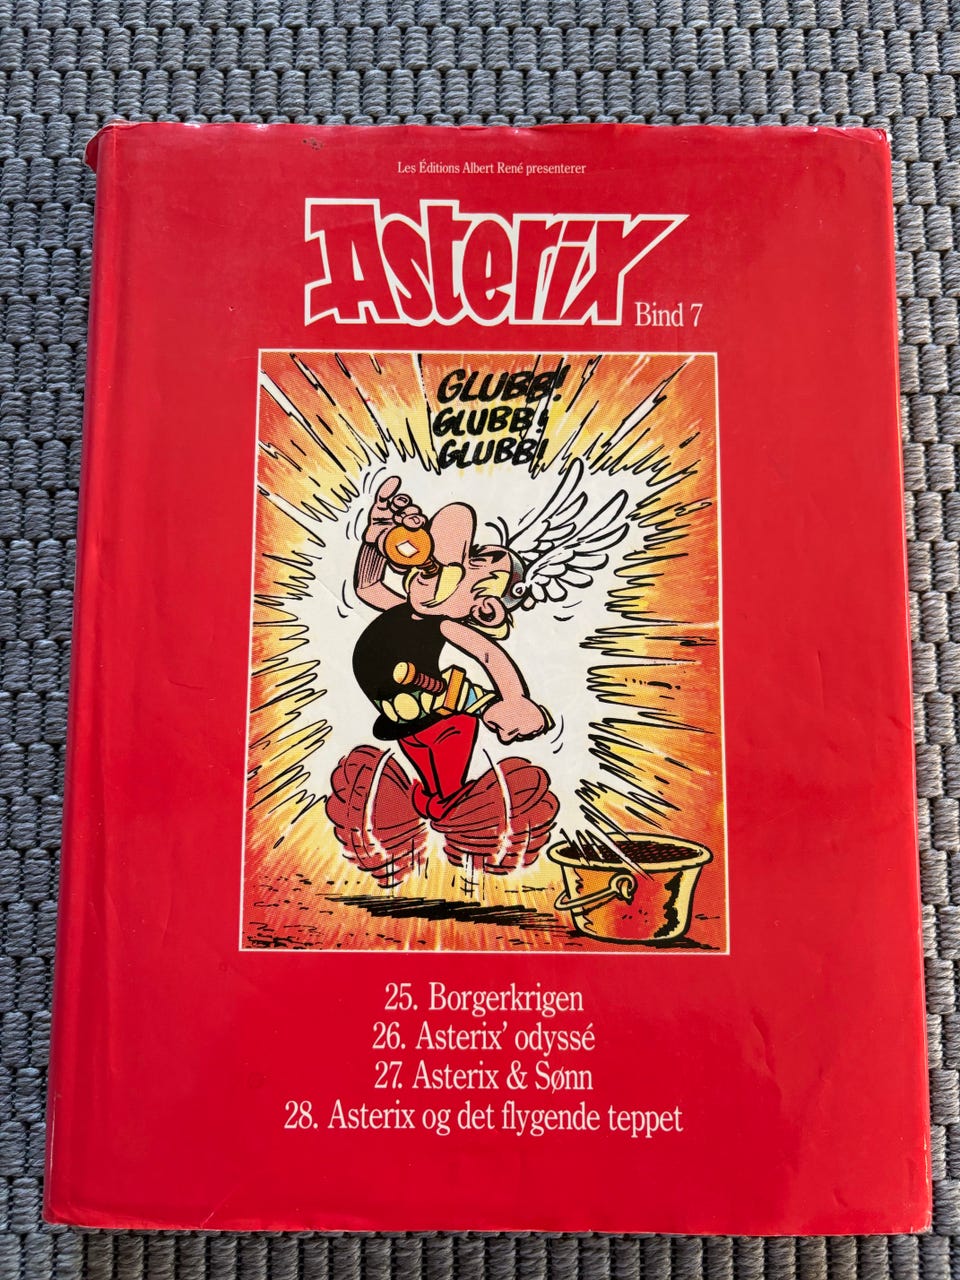 Les Éditions Albert René presenterer
Asterix
Bind 7
GLUBB!
GLUBB!
GLUBB!
25. Borgerkrigen
26. Asterix’ odyssé
27. Asterix & Sønn
28. Asterix og det flygende teppet